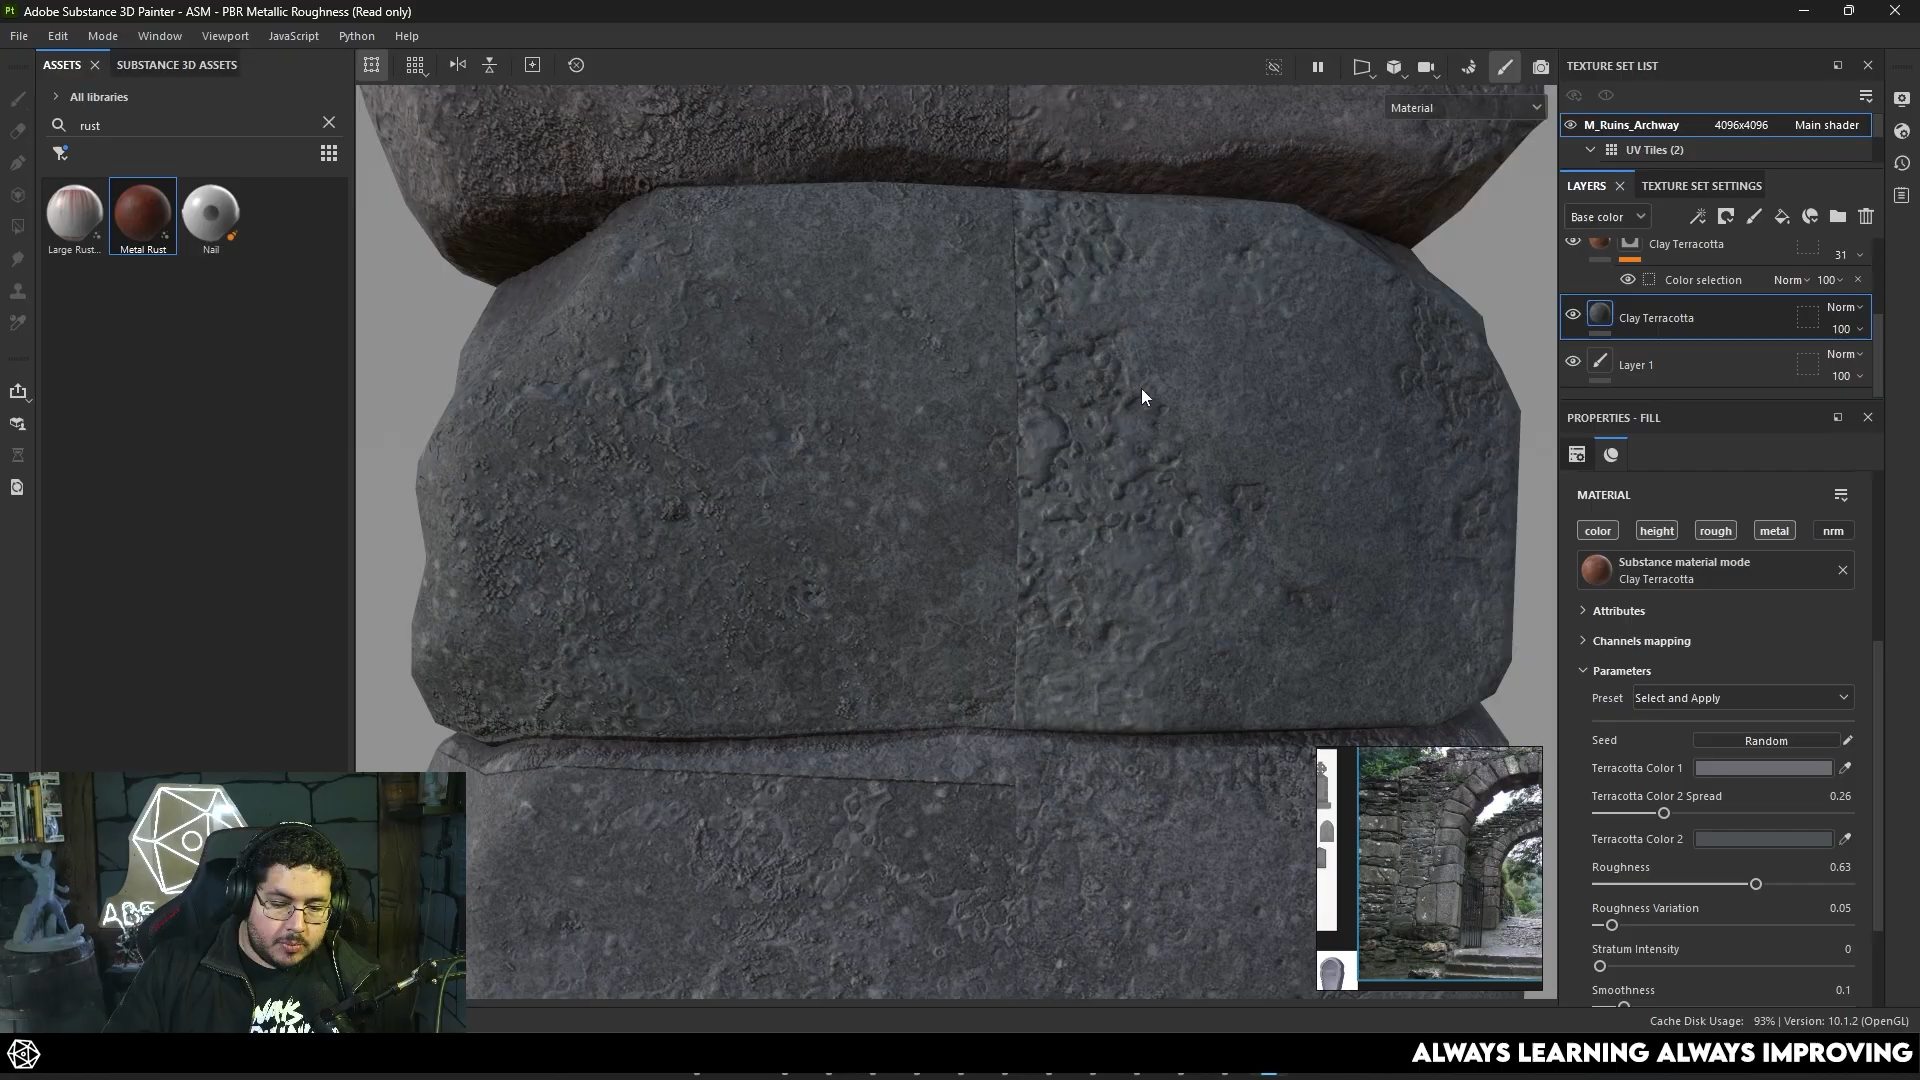 Pt Adobe Substance 3D Painter - ASM - PBR Metallic Roughness (Read only)
File Edit Mode Window Viewport JavaScript Python Help
ASSETS
SUBSTANCE 3D ASSETS
All libraries
rust
Large Rust...
Metal Rust
Nail
Material
TEXTURE SET LIST
M_Ruins_Archway 4096x4096 Main shader
UV Tiles (2)
LAYERS
TEXTURE SET SETTINGS
Base color
Clay Terracotta
31
Color selection Norm 100
Clay Terracotta Norm
100
Layer 1 Norm
100
PROPERTIES - FILL
MATERIAL
color height rough metal nrm
Substance material mode
Clay Terracotta
Attributes
Channels mapping
Parameters
Preset Select and Apply
Seed Random
Terracotta Color 1
Terracotta Color 2 Spread 0.26
Terracotta Color 2
Roughness 0.63
Roughness Variation 0.05
Stratum Intensity 0
Smoothness 0.1
Cache Disk Usage: 93% | Version: 10.1.2 (OpenGL)
ALWAYS LEARNING ALWAYS IMPROVING